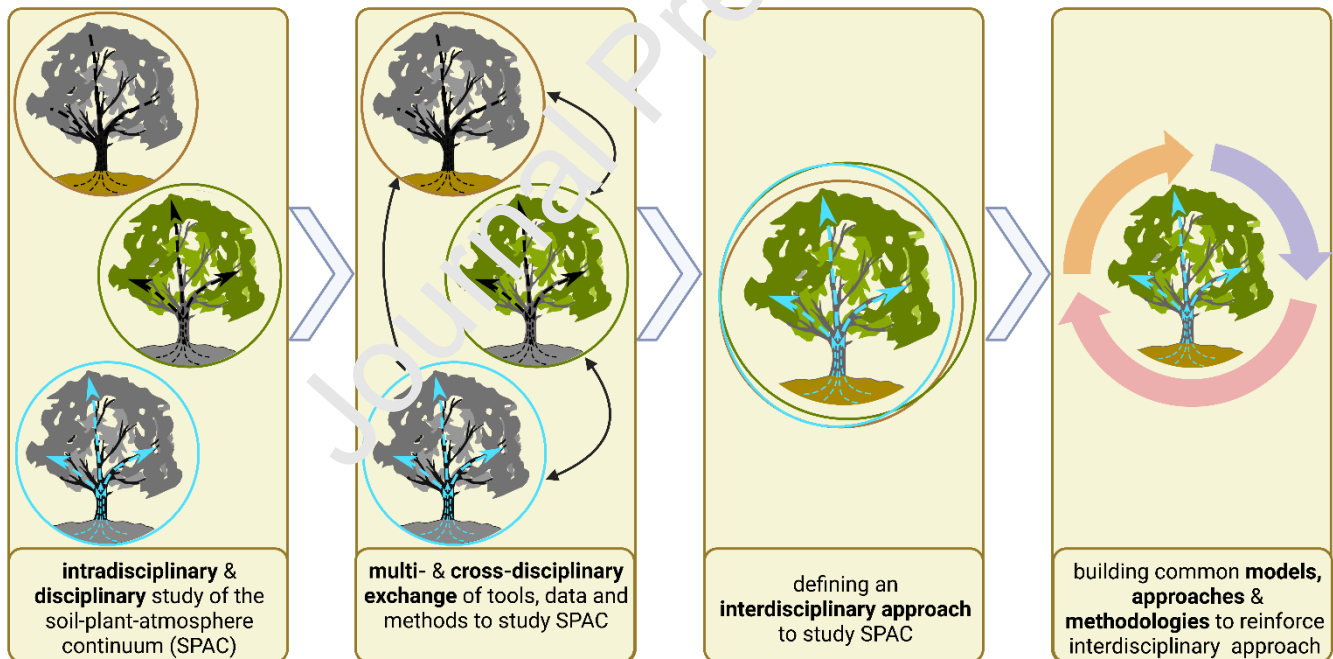 Journal Pre
intradisciplinary &
disciplinary study of the
soil-plant-atmosphere
continuum (SPAC)
multi- & cross-disciplinary
exchange of tools, data and
methods to study SPAC
defining an
interdisciplinary approach
to study SPAC
building common models,
approaches &
methodologies to reinforce
interdisciplinary approach